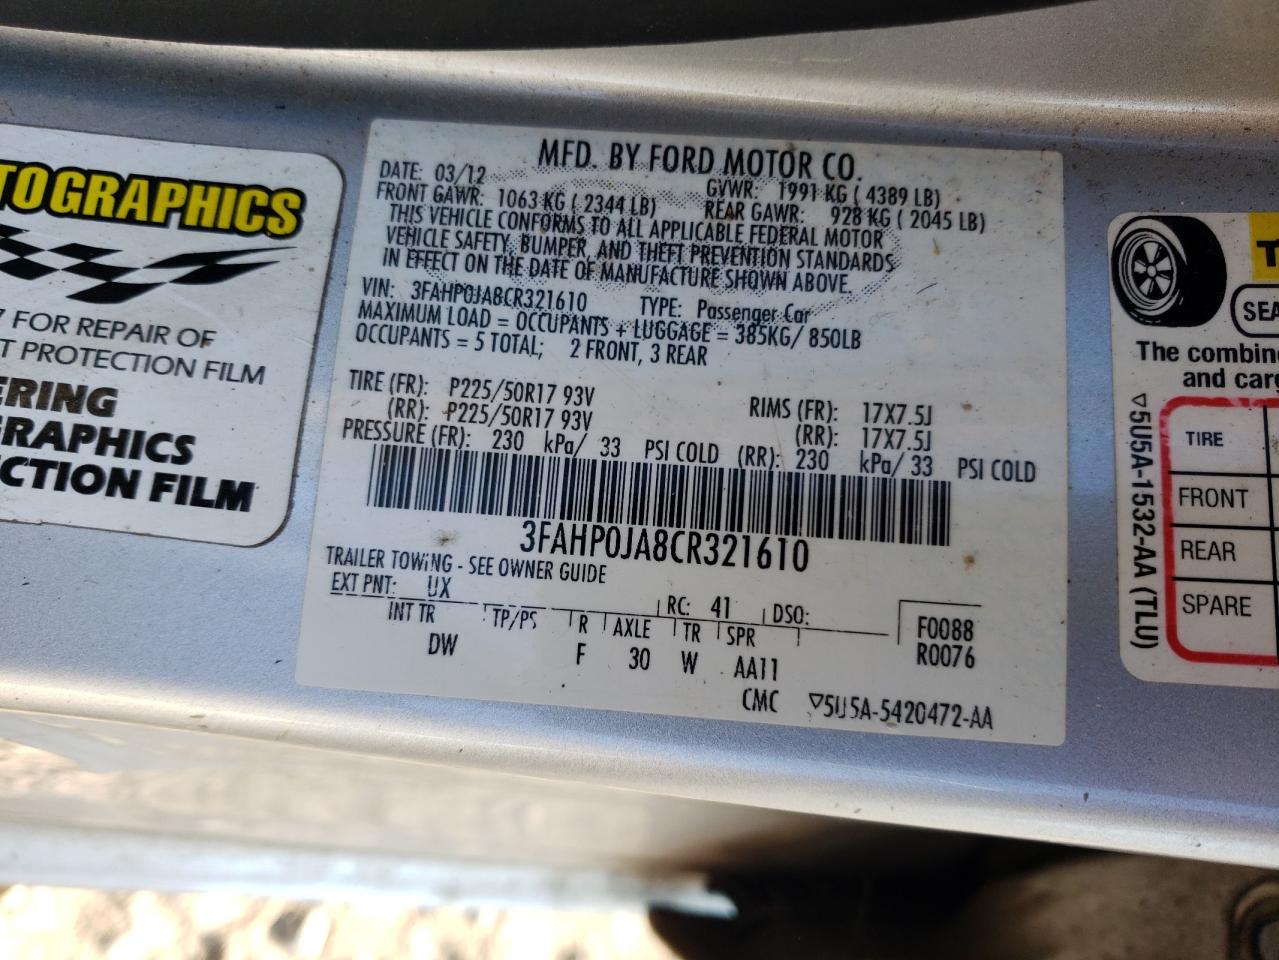 TOGRAPHICS
7 FOR REPAIR OF
T PROTECTION FILM
ERING
GRAPHICS
CTION FILM
MFD. BY FORD MOTOR CO.
DATE: 03/12 GVWR: 1991 KG ( 4389 LB)
FRONT GAWR: 1063 KG ( 2344 LB) REAR GAWR: 928 KG ( 2045 LB)
THIS VEHICLE CONFORMS TO ALL APPLICABLE FEDERAL MOTOR
VEHICLE SAFETY, BUMPER, AND THEFT PREVENTION STANDARDS
IN EFFECT ON THE DATE OF MANUFACTURE SHOWN ABOVE.
VIN: 3FAHP0JA8CR321610 TYPE: Passenger Car
MAXIMUM LOAD = OCCUPANTS + LUGGAGE = 385KG/ 850LB
OCCUPANTS = 5 TOTAL; 2 FRONT, 3 REAR
TIRE (FR): P225/50R17 93V RIMS (FR): 17X7.5J
(RR): P225/50R17 93V (RR): 17X7.5J
PRESSURE (FR): 230 kPa/ 33 PSI COLD (RR): 230 kPa/ 33 PSI COLD
3FAHP0JA8CR321610
TRAILER TOWING - SEE OWNER GUIDE
EXT PNT: UX RC: 41 DSO:
INT TR TP/PS R AXLE TR SPR F0088
DW F 30 W AA11 R0076
CMC ▽5U5A-5420472-AA
T
SEA
The combin
and carg
TIRE
FRONT
REAR
SPARE
▽5U5A-1532-AA (TLU)